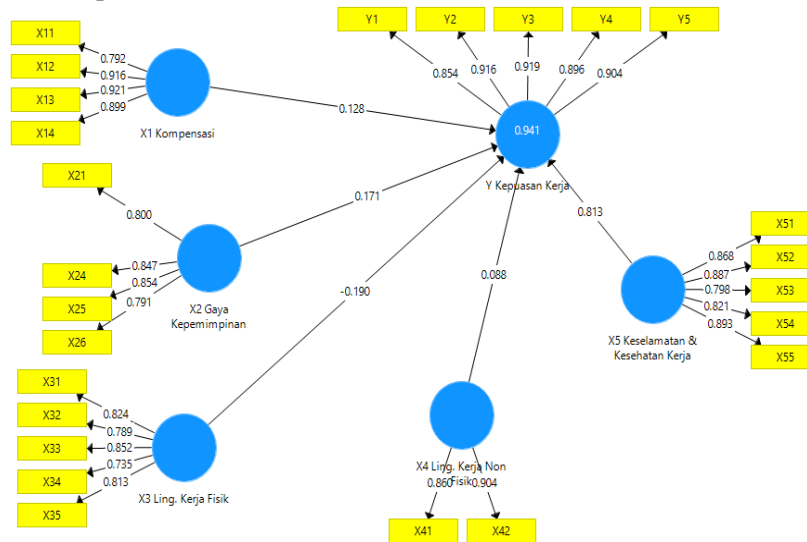 Y1
Y2
Y3
Y4
Y5
0.854
0.916
0.919
0.896
0.904
X11
X12
X13
X14
0.792
0.916
0.921
0.899
X1 Kompensasi
0.128
0.941
Y Kepuasan Kerja
X21
0.800
X24
X25
X26
0.847
0.854
0.791
X2 Gaya
Kepemimpinan
0.171
-0.190
0.088
0.813
X51
X52
X53
X54
X55
0.868
0.887
0.798
0.821
0.893
X5 Keselamatan &
Kesehatan Kerja
X31
X32
X33
X34
X35
0.824
0.789
0.852
0.735
0.813
X3 Ling. Kerja Fisik
X4 Ling. Kerja Non
Fisik
0.860
0.904
X41
X42